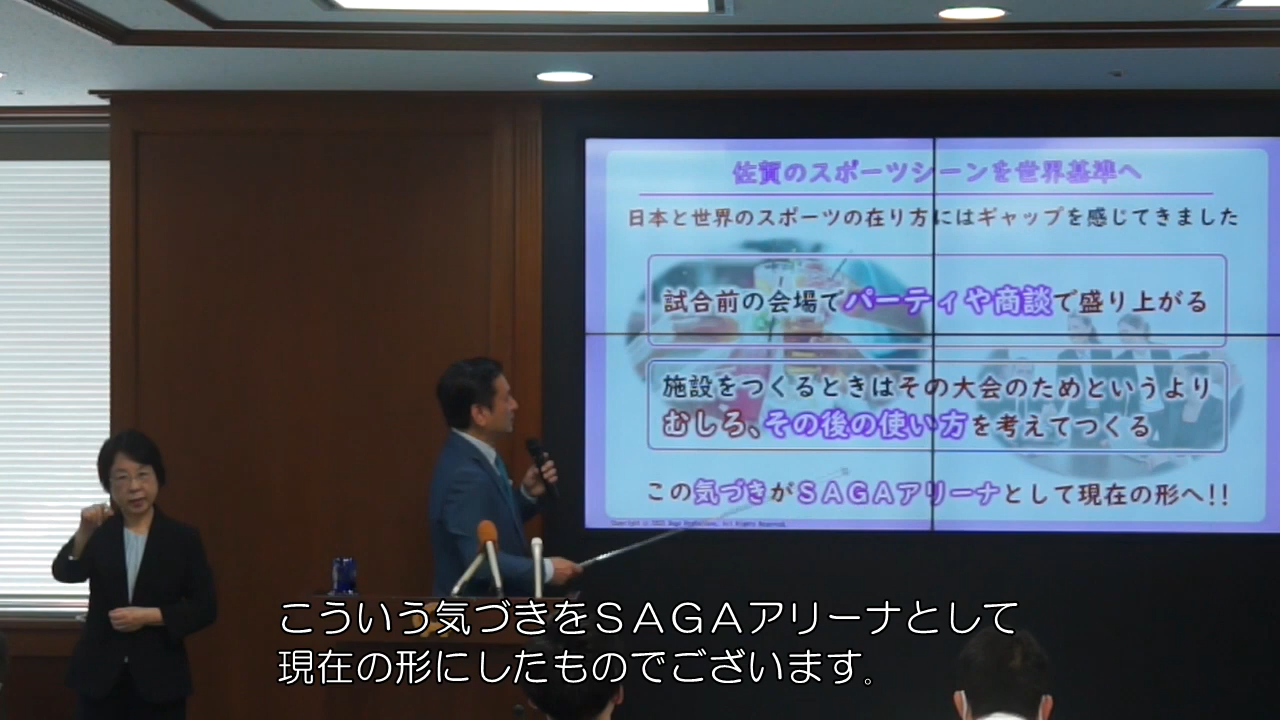 佐賀のスポーツシーンを世界基準へ
日本と世界のスポーツの在り方にはギャップを感じてきました
試合前の会場でパーティや商談で盛り上がる
施設をつくるときはその大会のためというより
むしろ、その後の使い方を考えてつくる
この気づきがSAGAアリーナとして現在の形へ!!
こういう気づきをＳＡＧＡアリーナとして
現在の形にしたものでございます。